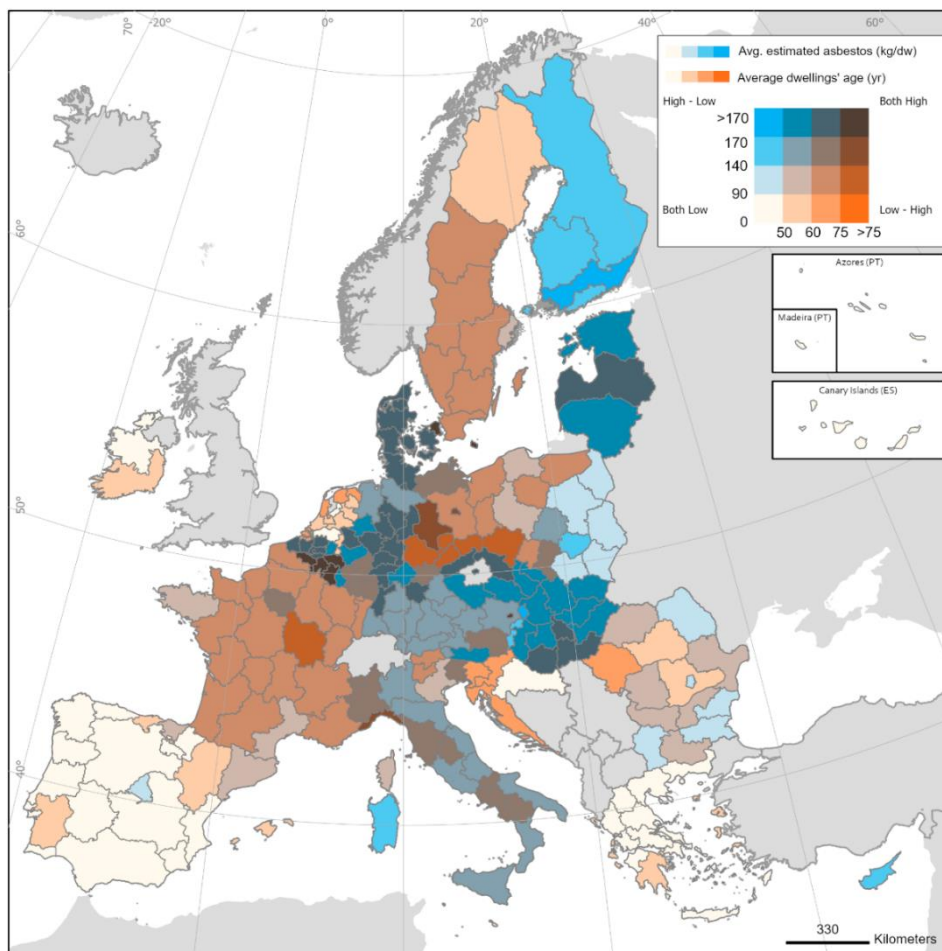 70°
-20°
0°
20°
40°
60°
Avg. estimated asbestos (kg/dw)
Average dwellings' age (yr)
High - Low
Both High
>170
170
140
90
0
Both Low
Low - High
50
60
75
>75
60°
50°
40°
Azores (PT)
Madeira (PT)
Canary Islands (ES)
330
Kilometers